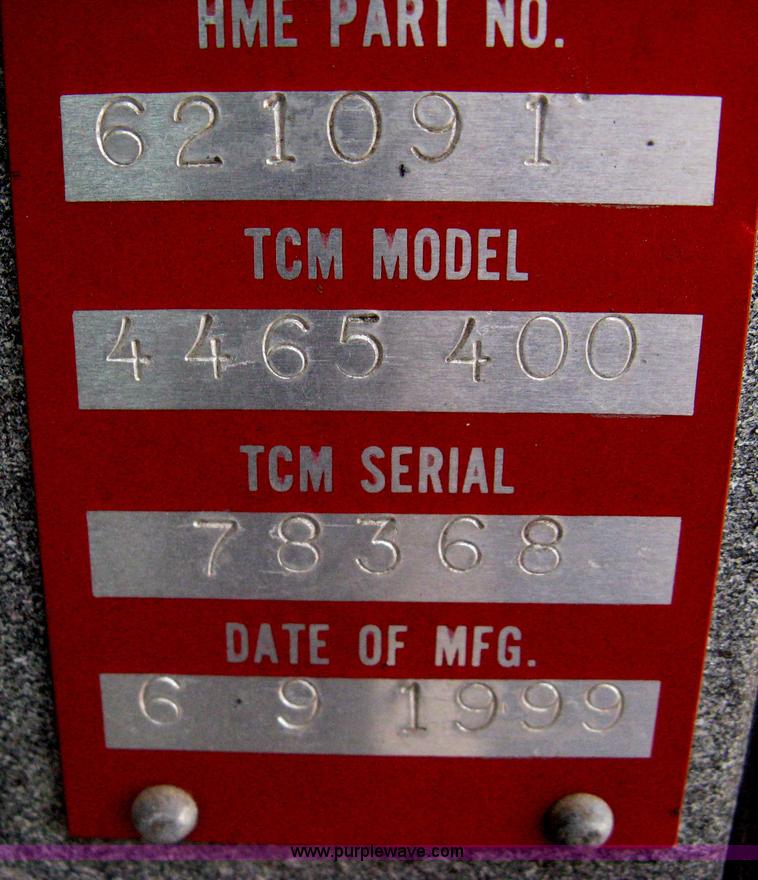 HME PART NO.
621091
TCM MODEL
4465 400
TCM SERIAL
78368
DATE OF MFG.
6 9 1999
www.purplewave.com